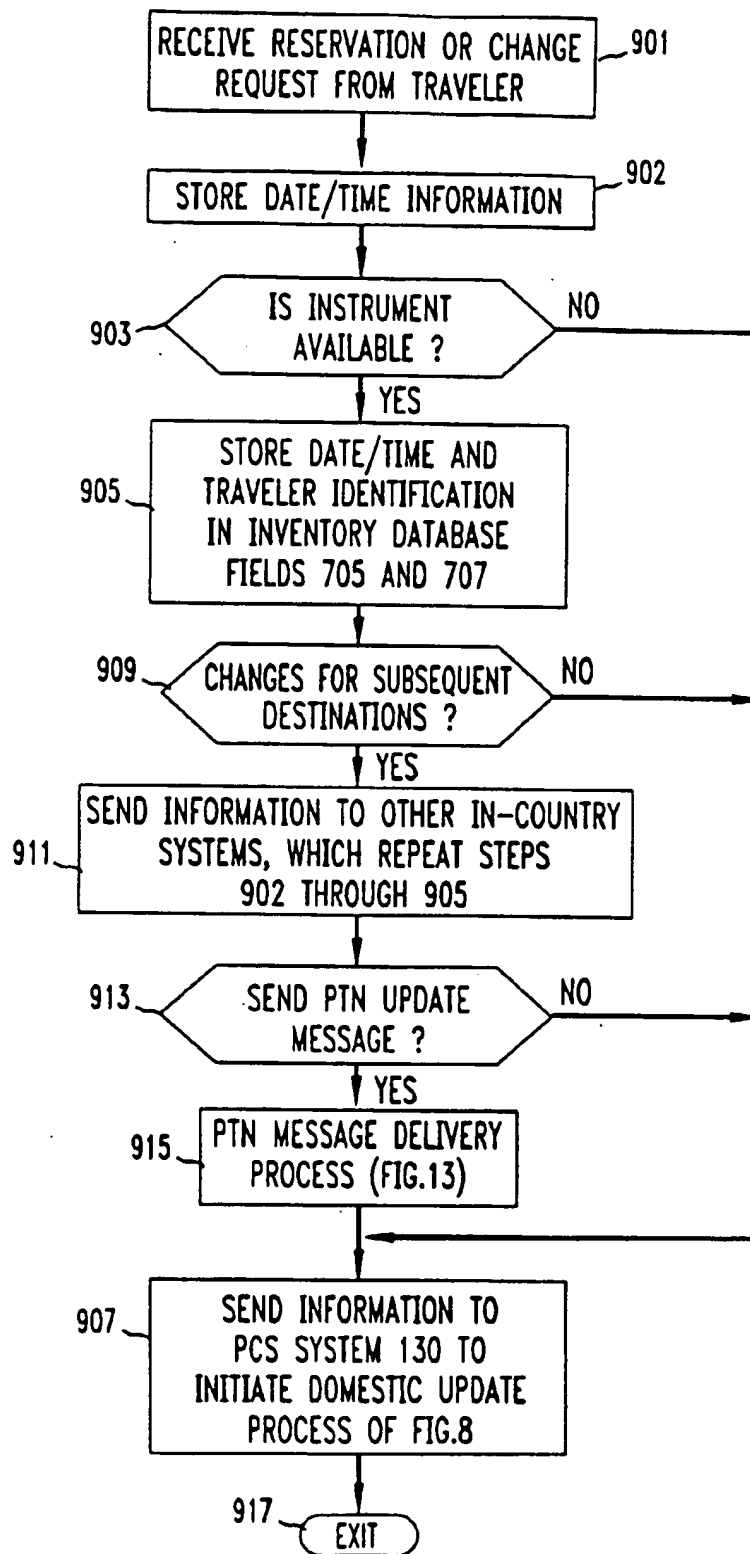 RECEIVE RESERVATION OR CHANGE
REQUEST FROM TRAVELER
901
STORE DATE/TIME INFORMATION
902
IS INSTRUMENT
AVAILABLE ?
903
NO
YES
STORE DATE/TIME AND
TRAVELER IDENTIFICATION
IN INVENTORY DATABASE
FIELDS 705 AND 707
905
CHANGES FOR SUBSEQUENT
DESTINATIONS ?
909
NO
YES
SEND INFORMATION TO OTHER IN-COUNTRY
SYSTEMS, WHICH REPEAT STEPS
902 THROUGH 905
911
SEND PTN UPDATE
MESSAGE ?
913
NO
YES
PTN MESSAGE DELIVERY
PROCESS (FIG.13)
915
SEND INFORMATION TO
PCS SYSTEM 130 TO
INITIATE DOMESTIC UPDATE
PROCESS OF FIG.8
907
EXIT
917